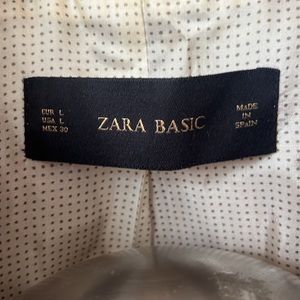 EUR L
USA L
MEX 30
ZARA BASIC
MADE
IN
SPAIN